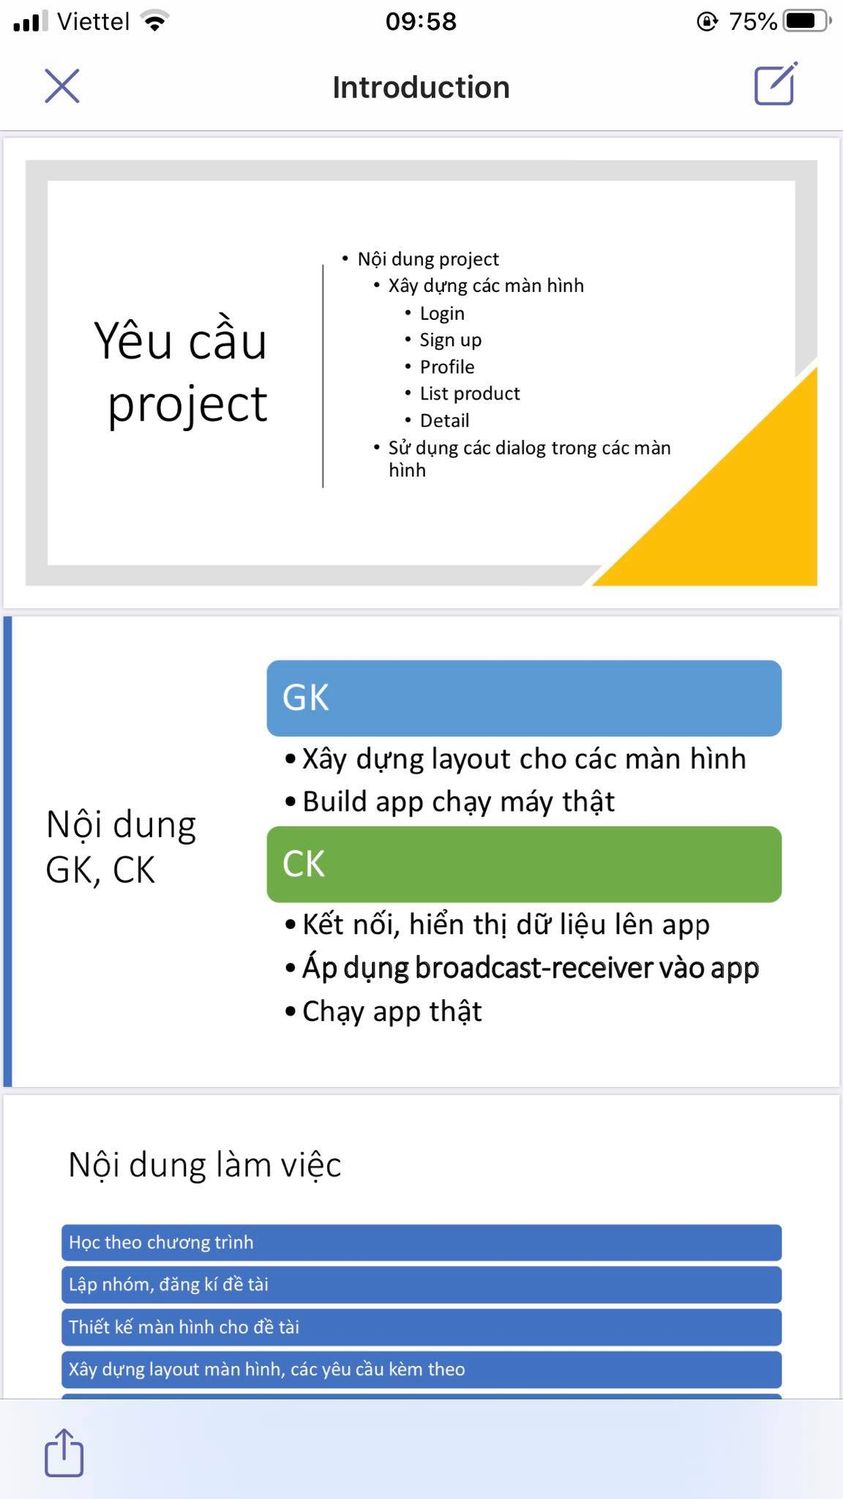 Viettel 09:58 75%
Introduction
Yêu cầu
project
• Nội dung project
• Xây dựng các màn hình
• Login
• Sign up
• Profile
• List product
• Detail
• Sử dụng các dialog trong các màn
hình
Nội dung
GK, CK
GK
• Xây dựng layout cho các màn hình
• Build app chạy máy thật
CK
• Kết nối, hiển thị dữ liệu lên app
• Áp dụng broadcast-receiver vào app
• Chạy app thật
Nội dung làm việc
Học theo chương trình
Lập nhóm, đăng kí đề tài
Thiết kế màn hình cho đề tài
Xây dựng layout màn hình, các yêu cầu kèm theo